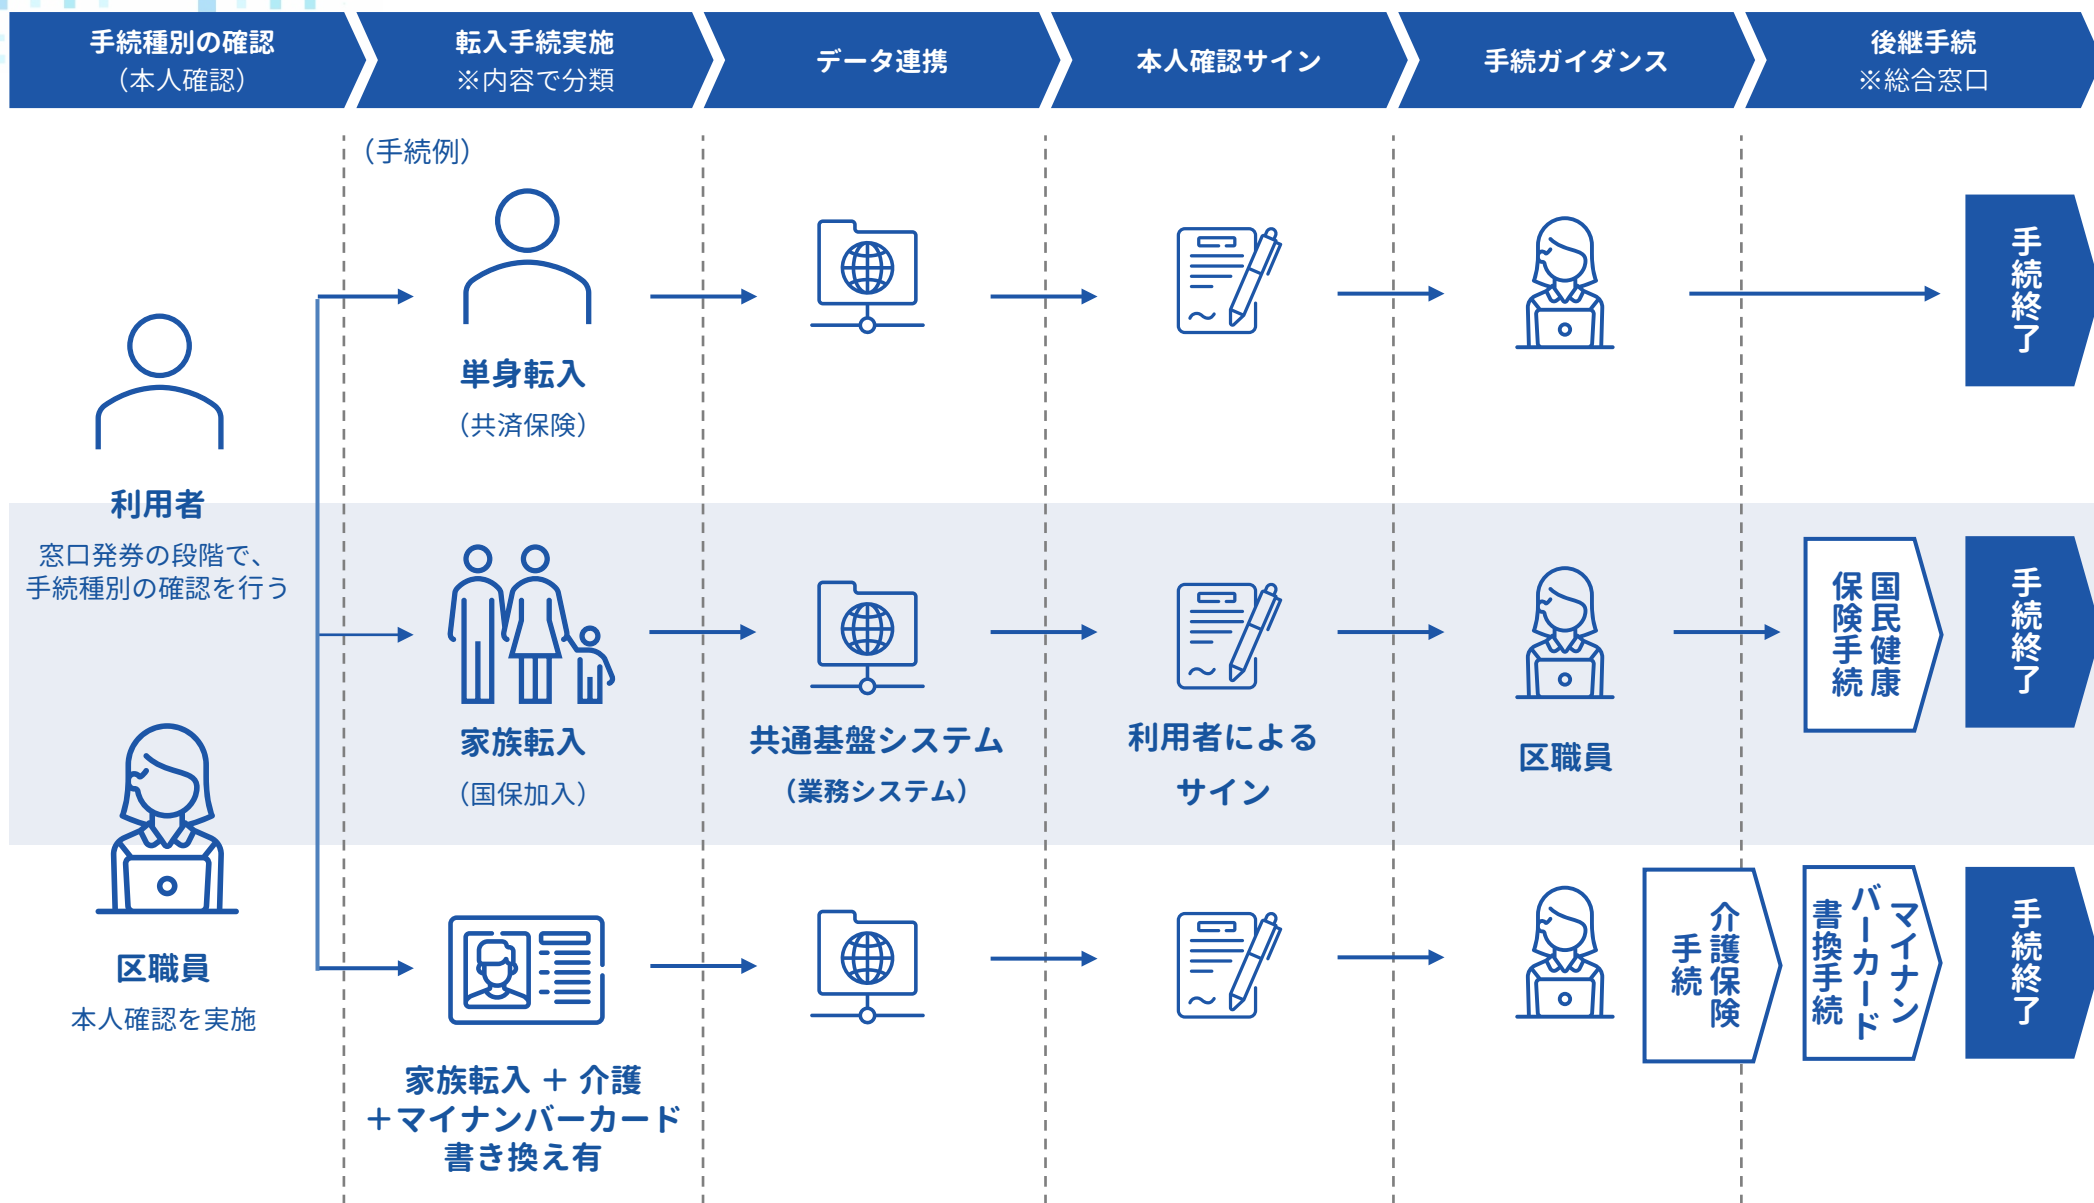 手続種別の確認
（本人確認）
転入手続実施
※内容で分類
データ連携
本人確認サイン
手続ガイダンス
後継手続
※総合窓口
（手続例）
利用者
窓口発券の段階で、
手続種別の確認を行う
区職員
本人確認を実施
単身転入
（共済保険）
手続終了
家族転入
（国保加入）
共通基盤システム
（業務システム）
利用者による
サイン
区職員
国民健康
保険手続
手続終了
家族転入 ＋ 介護
＋マイナンバーカード
書き換え有
介護保険
手続
マイナン
バーカード
書換手続
手続終了